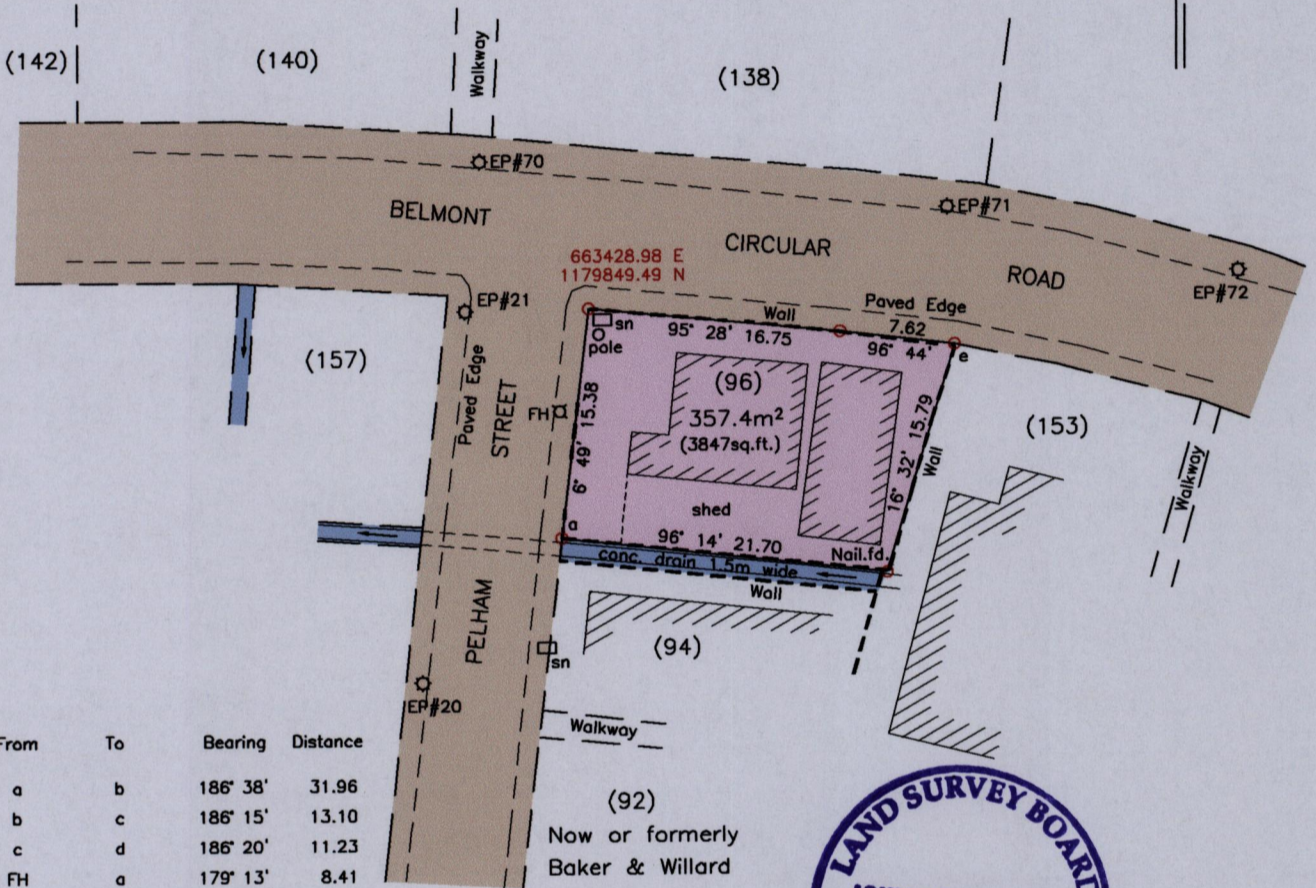 (142)
(140)
Walkway
(138)
EP#70
EP#71
BELMONT CIRCULAR ROAD
EP#72
663428.98 E
1179849.49 N
EP#21
sn
pole
Wall
Paved Edge
95° 28' 16.75
7.62
96° 44'
e
(157)
Paved Edge
PELHAM STREET
FH
6° 49' 15.38
(96)
357.4m²
(3847sq.ft.)
16° 32' 15.79
Wall
(153)
Walkway
shed
a
96° 14' 21.70
Nail.fd.
conc. drain 1.5m wide
Wall
(94)
sn
EP#20
Walkway
From To Bearing Distance
a b 186° 38' 31.96
b c 186° 15' 13.10
c d 186° 20' 11.23
FH a 179° 13' 8.41
(92)
Now or formerly
Baker & Willard
LAND SURVEY BOARD